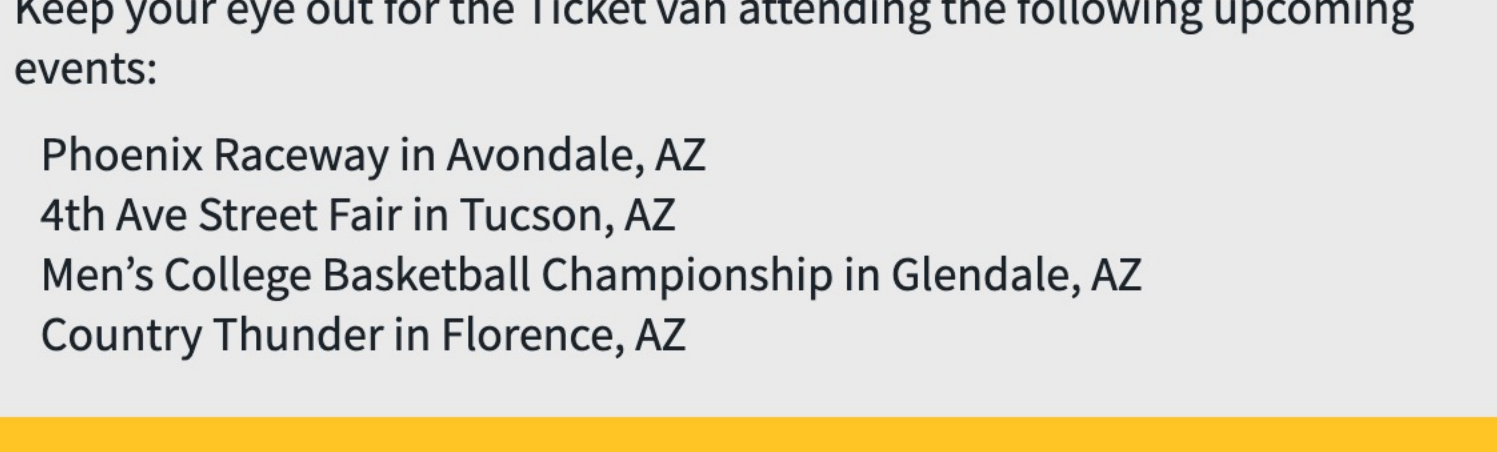 Keep your eye out for the Ticket van attending the following upcoming
events:
Phoenix Raceway in Avondale, AZ
4th Ave Street Fair in Tucson, AZ
Men’s College Basketball Championship in Glendale, AZ
Country Thunder in Florence, AZ